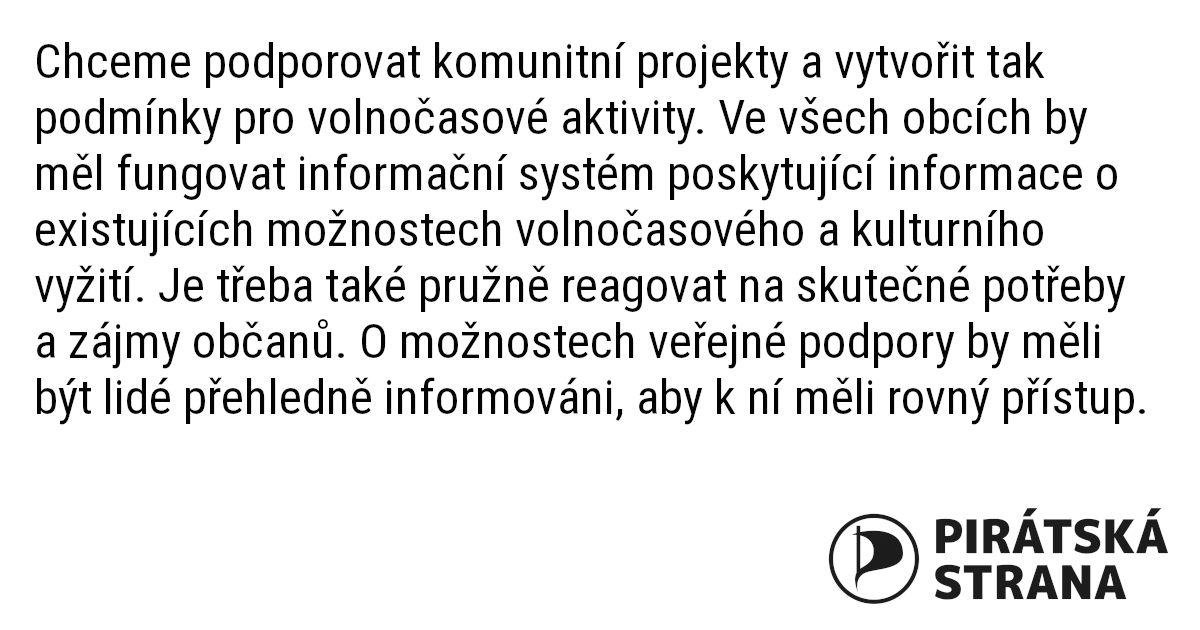 Chceme podporovat komunitní projekty a vytvořit tak
podmínky pro volnočasové aktivity. Ve všech obcích by
měl fungovat informační systém poskytující informace o
existujících možnostech volnočasového a kulturního
vyžití. Je třeba také pružně reagovat na skutečné potřeby
a zájmy občanů. O možnostech veřejné podpory by měli
být lidé přehledně informováni, aby k ní měli rovný přístup.
PIRÁTSKÁ
STRANA